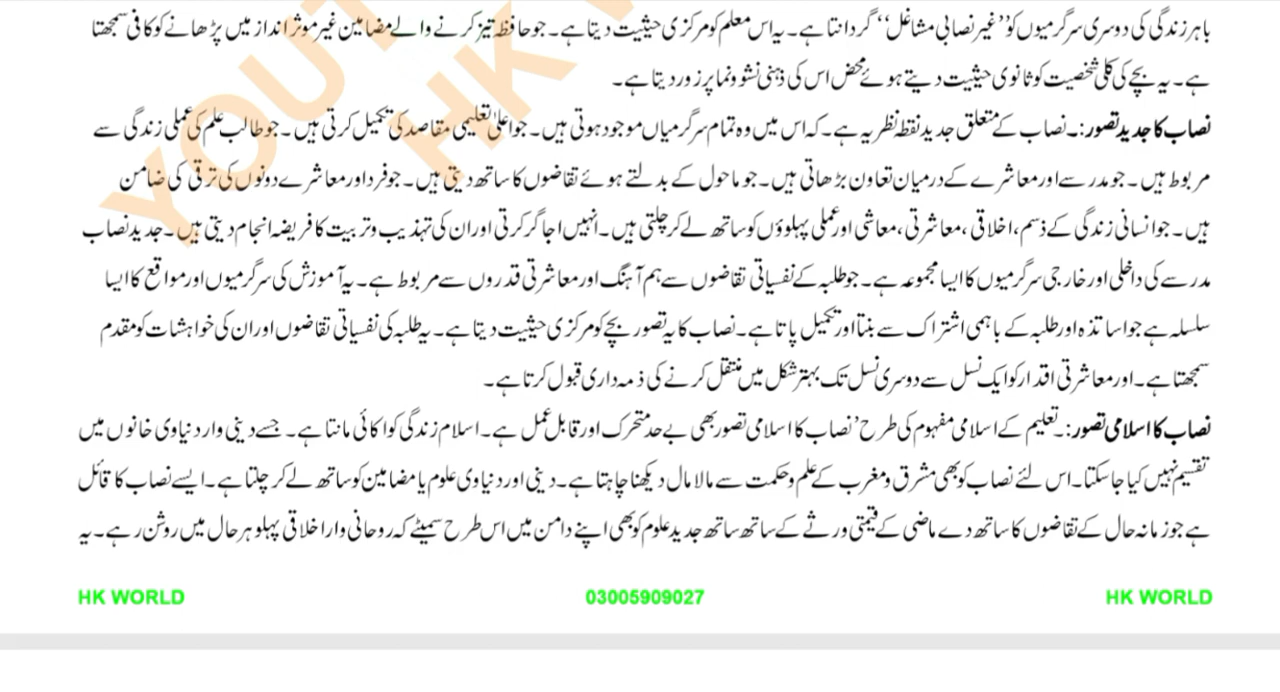 باہر زندگی کی دوسری سرگرمیوں کو ’’غیر نصابی مشاغل‘‘ گردانتا ہے۔ یہ اس معلم کو مرکزی حیثیت دیتا ہے۔ جو حافظہ تیز کرنے والے مضامین غیر موثر انداز میں پڑھانے کو کافی سمجھتا
ہے۔ یہ بچے کی کلی شخصیت کو ثانوی حیثیت دیتے ہوئے محض اس کی ذہنی نشوونما پر زور دیتا ہے۔
نصاب کا جدید تصور:۔ نصاب کے متعلق جدید نقطہ نظر یہ ہے۔ کہ اس میں وہ تمام سرگرمیاں موجود ہوتی ہیں۔ جو اعلیٰ تعلیمی مقاصد کی تکمیل کرتی ہیں۔ جو طالب علم کی عملی زندگی سے
مربوط ہیں۔ جو مدرسے اور معاشرے کے درمیان تعاون بڑھاتی ہیں۔ جو ماحول کے بدلتے ہوئے تقاضوں کا ساتھ دیتی ہیں۔ جو فرد اور معاشرے دونوں کی ترقی کی ضامن
ہیں۔ جو انسانی زندگی کے ذسم، اخلاقی، معاشرتی، معاشی اور عملی پہلوؤں کو ساتھ لے کر چلتی ہیں۔ انہیں اجاگر کرتی اور ان کی تہذیب و تربیت کا فریضہ انجام دیتی ہیں۔ جدید نصاب
مدرسے کی داخلی اور خارجی سرگرمیوں کا ایسا مجموعہ ہے۔ جو طلبہ کے نفسیاتی تقاضوں سے ہم آہنگ اور معاشرتی قدروں سے مربوط ہے۔ یہ آموزش کی سرگرمیوں اور مواقع کا ایسا
سلسلہ ہے جو اساتذہ اور طلبہ کے باہمی اشتراک سے بنتا اور تکمیل پاتا ہے۔ نصاب کا یہ تصور بچے کو مرکزی حیثیت دیتا ہے۔ یہ طلبہ کی نفسیاتی تقاضوں اور ان کی خواہشات کو مقدم
سمجھتا ہے۔ اور معاشرتی اقدار کو ایک نسل سے دوسری نسل تک بہتر شکل میں منتقل کرنے کی ذمہ داری قبول کرتا ہے۔
نصاب کا اسلامی تصور:۔ تعلیم کے اسلامی مفہوم کی طرح ’نصاب کا اسلامی تصور بھی بے حد متحرک اور قابل عمل ہے۔ اسلام زندگی کو اکائی مانتا ہے۔ جسے دینی وار دنیاوی خانوں میں
تقسیم نہیں کیا جاسکتا۔ اس لئے نصاب کو بھی مشرق و مغرب کے علم و حکمت سے مالا مال دیکھنا چاہتا ہے۔ دینی اور دنیاوی علوم یا مضامین کو ساتھ لے کر چلتا ہے۔ ایسے نصاب کا قائل
ہے جو زمانہ حال کے تقاضوں کا ساتھ دے ماضی کے قیمتی ورثے کے ساتھ ساتھ جدید علوم کو بھی اپنے دامن میں اس طرح سمیٹے کہ روحانی وار اخلاقی پہلو ہر حال میں روشن رہے۔ یہ
HK WORLD 03005909027 HK WORLD